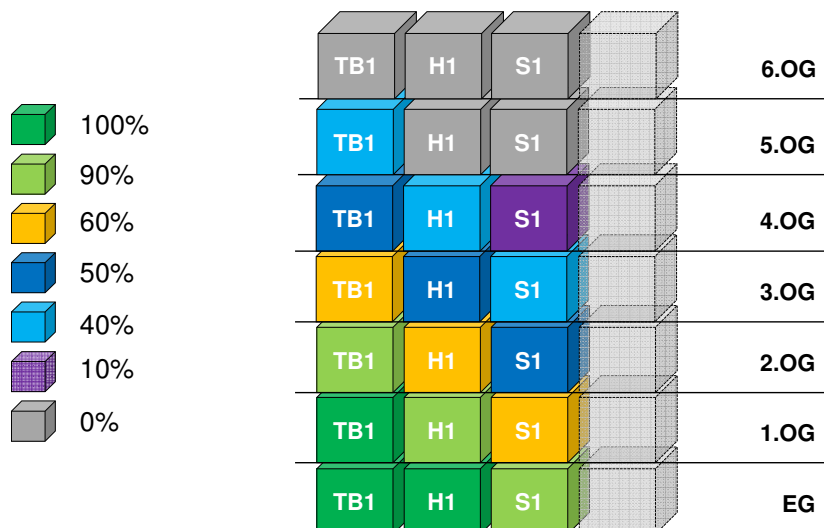 TB1 H1 S1 6.OG
100%
TB1 H1 S1 5.OG
90%
TB1 H1 S1 4.OG
60%
50%
TB1 H1 S1 3.OG
40%
TB1 H1 S1 2.OG
10%
0%
TB1 H1 S1 1.OG
TB1 H1 S1 EG